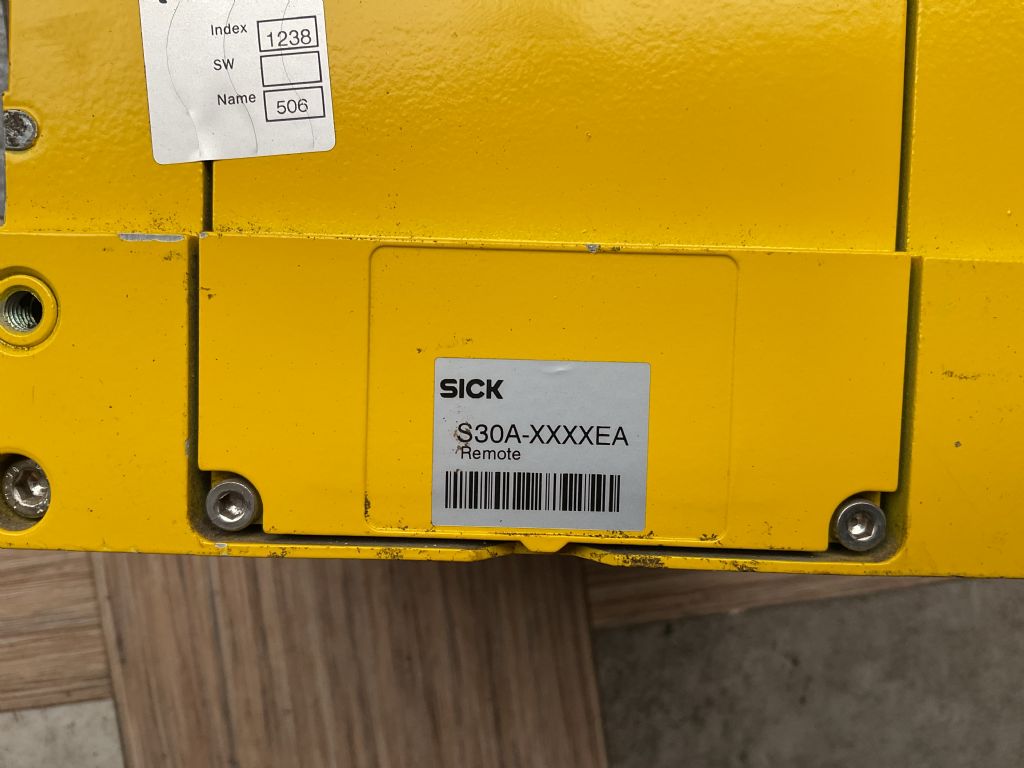 Index 1238
SW
Name 506
SICK
S30A-XXXXEA
Remote